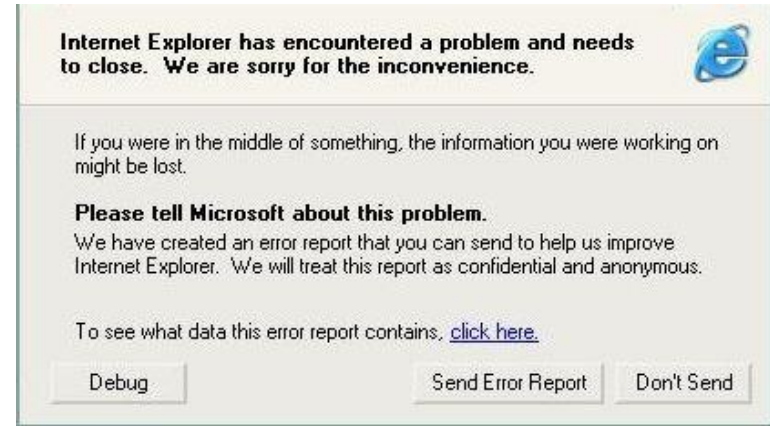 Internet Explorer has encountered a problem and needs
to close.  We are sorry for the inconvenience.
If you were in the middle of something, the information you were working on
might be lost.
Please tell Microsoft about this problem.
We have created an error report that you can send to help us improve
Internet Explorer.  We will treat this report as confidential and anonymous.
To see what data this error report contains, click here.
Debug Send Error Report Don't Send